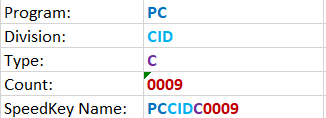 Program: PC
Division: CID
Type: C
Count: 0009
SpeedKey Name: PCCIDC0009